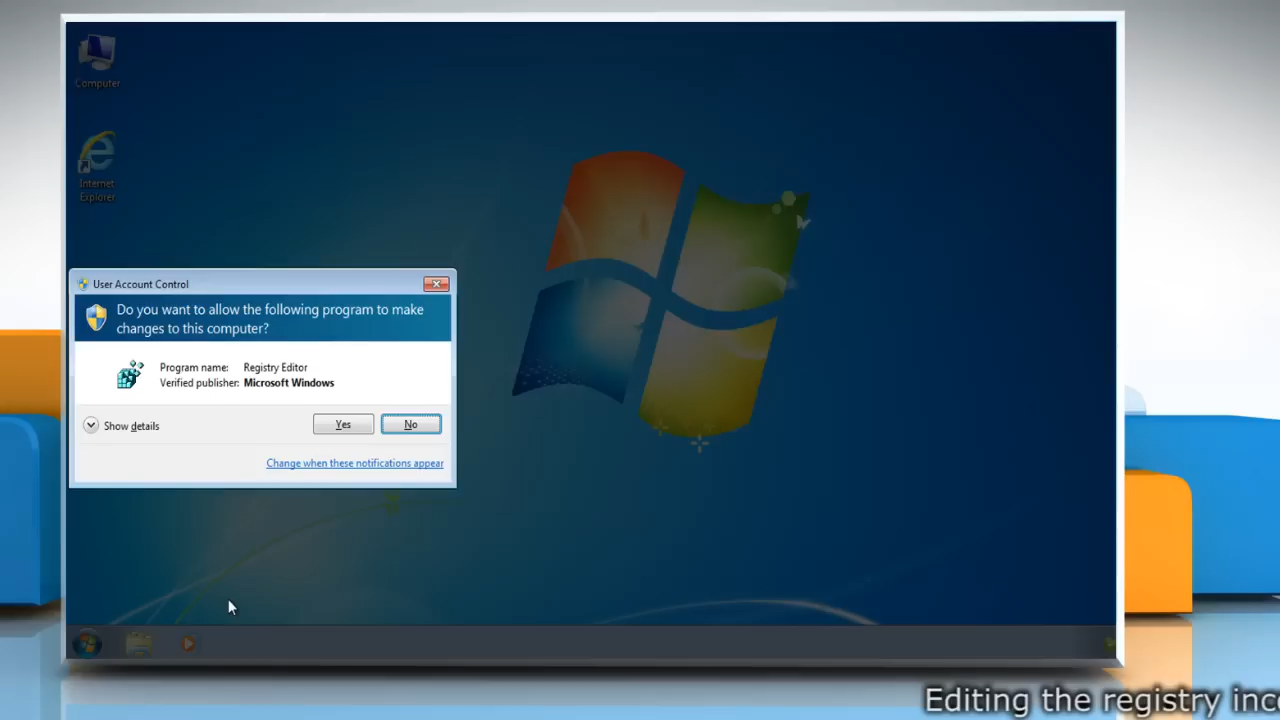 Computer
Internet
Explorer
User Account Control
Do you want to allow the following program to make
changes to this computer?
Program name: Registry Editor
Verified publisher: Microsoft Windows
Show details
Yes
No
Change when these notifications appear
Editing the registry